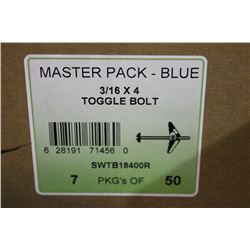 MASTER PACK - BLUE
3/16 X 4
TOGGLE BOLT
6 28191 71456 0
SWTB18400R
7 PKG's OF 50